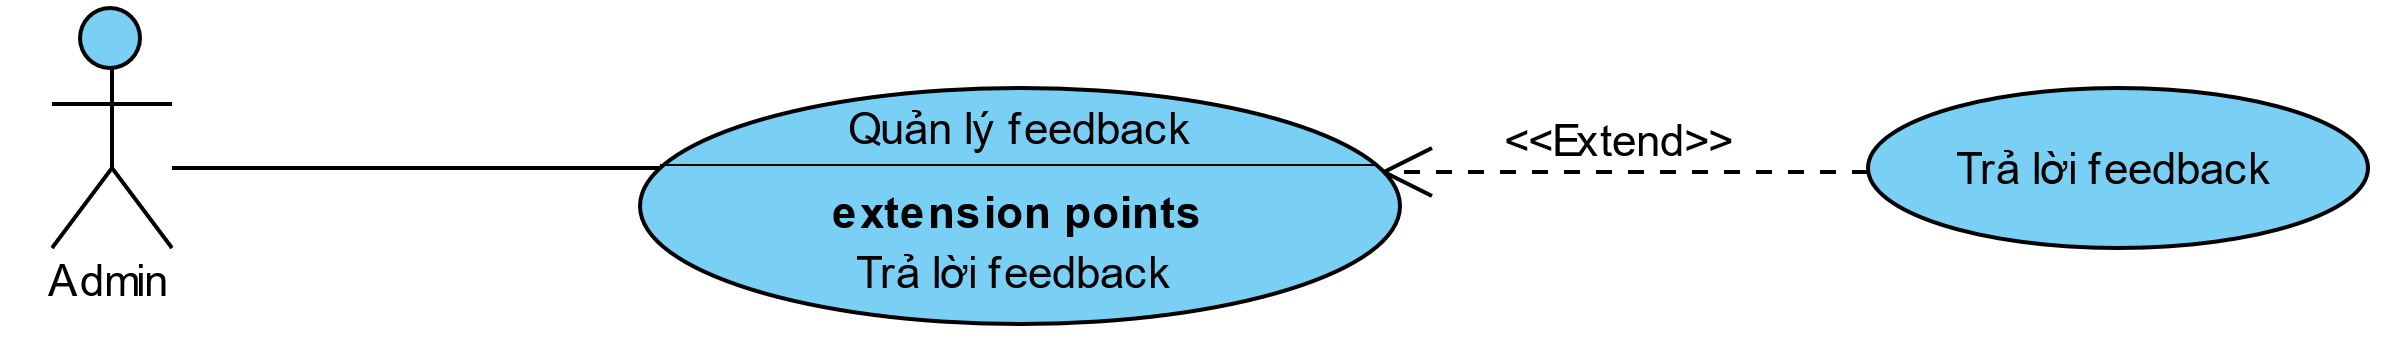 Admin
Quản lý feedback
extension points
Trả lời feedback
<<Extend>>
Trả lời feedback